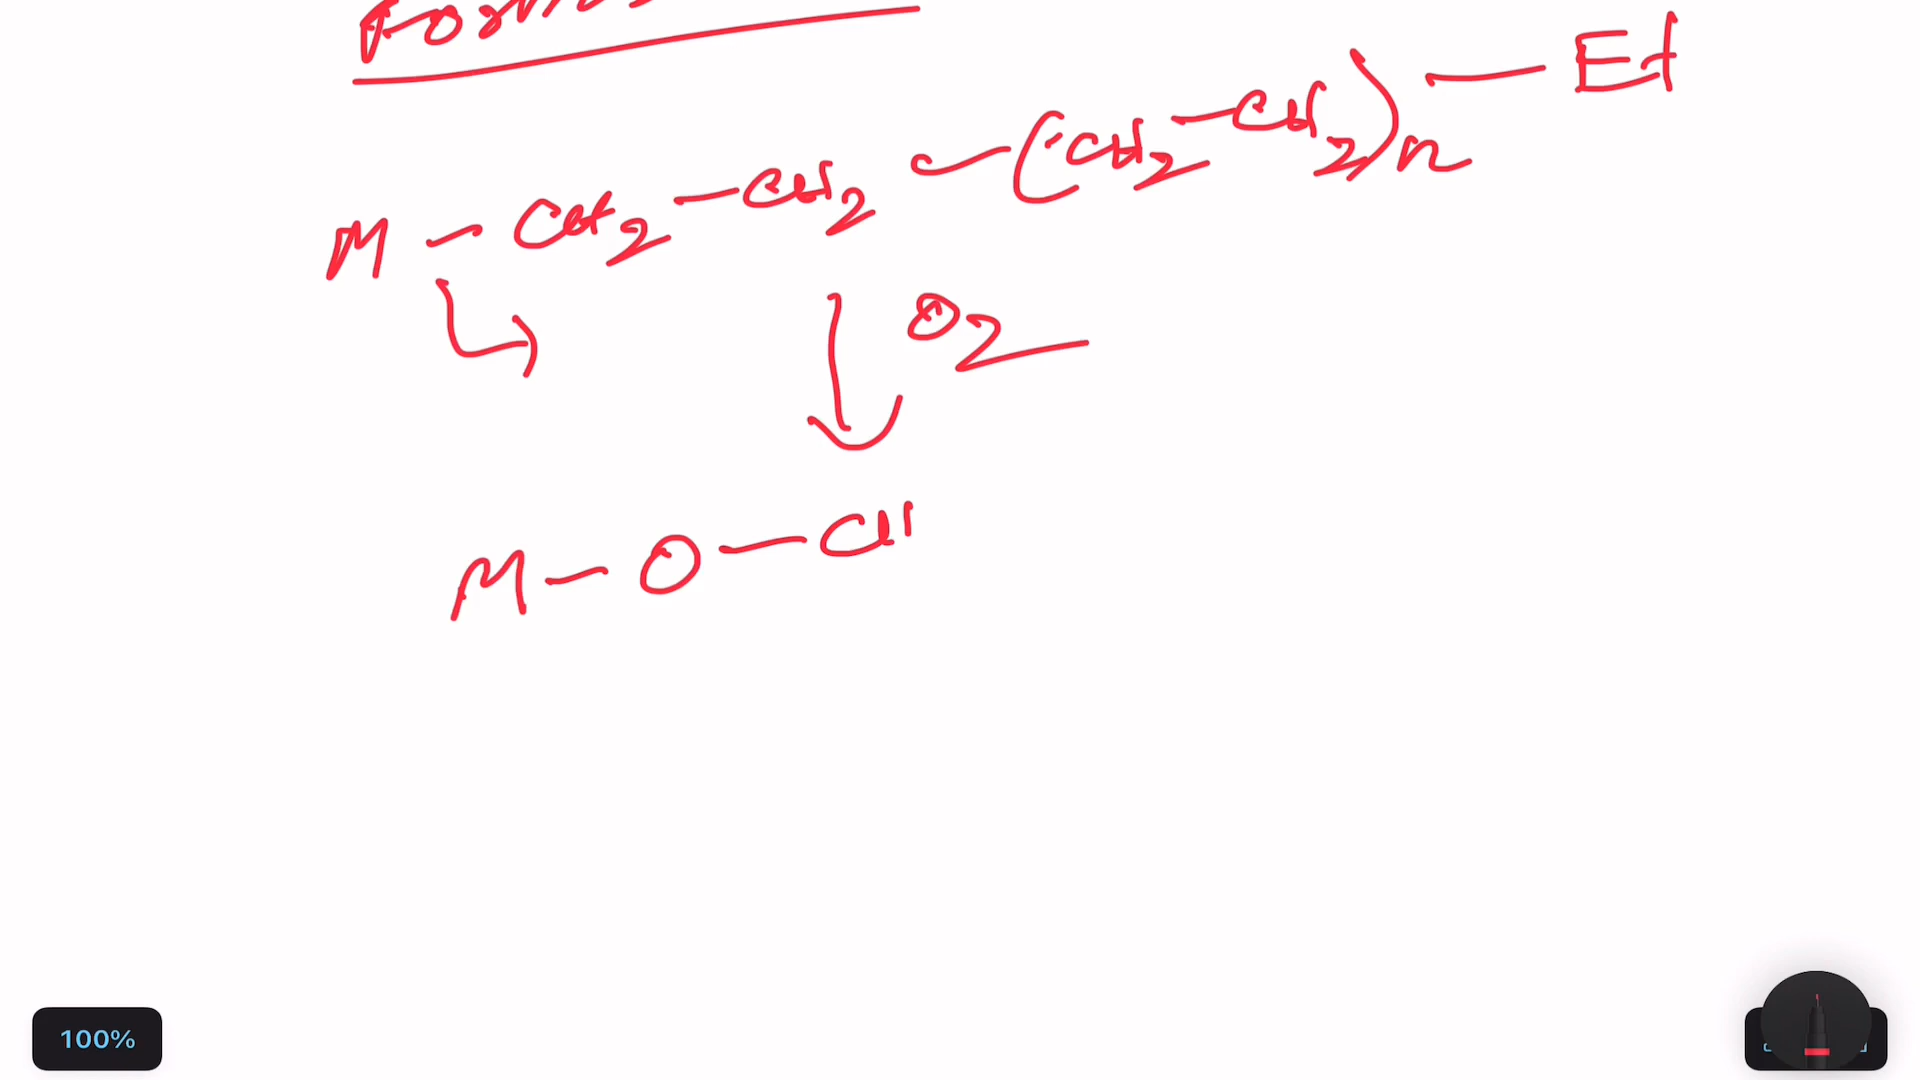 M - CH2 - CH2 - (CH2 - CH2)n - Et
O2
M - O - CH
100%